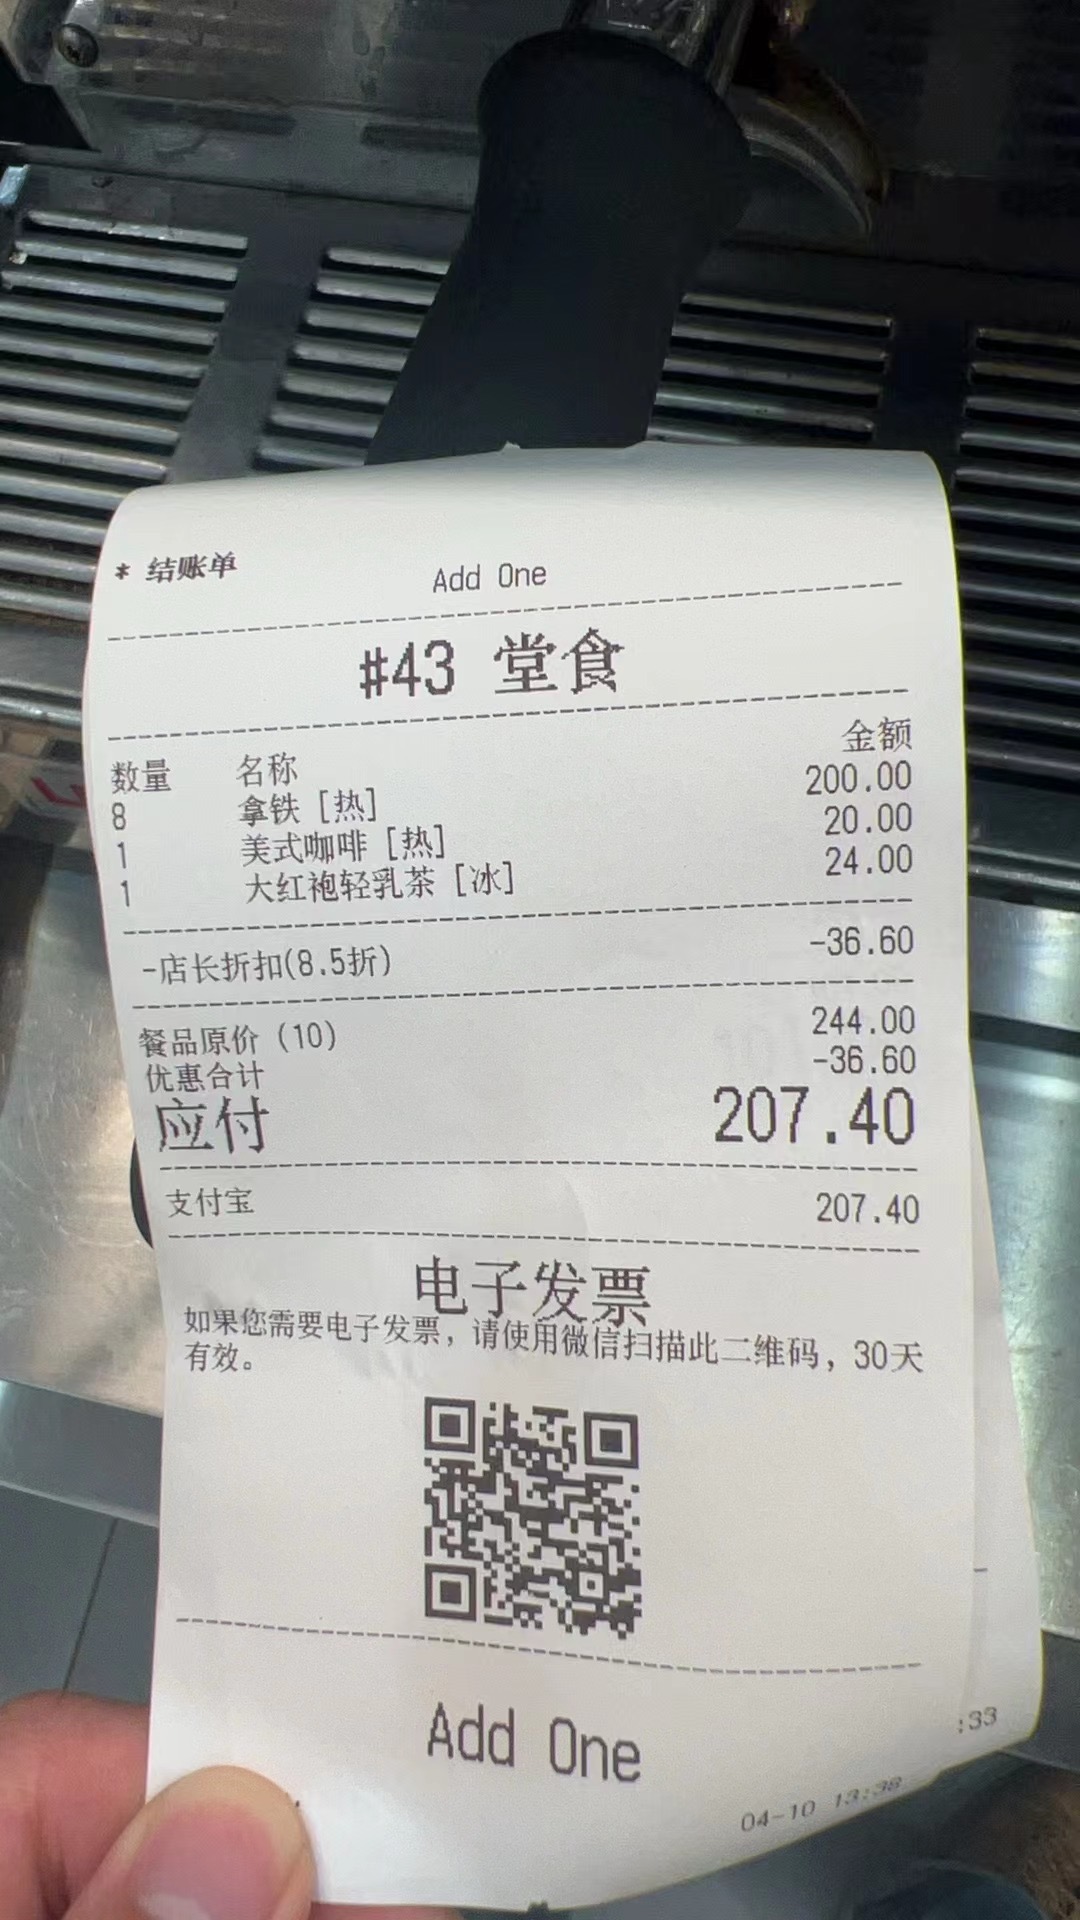 * 结账单
Add One
#43 堂食
数量 名称 金额
8 拿铁 [热] 200.00
1 美式咖啡 [热] 20.00
1 大红袍轻乳茶 [冰] 24.00
-店长折扣(8.5折) -36.60
餐品原价 (10) 244.00
优惠合计 -36.60
应付 207.40
支付宝 207.40
电子发票
如果您需要电子发票，请使用微信扫描此二维码，30天
有效。
Add One
:33
04-10 13:38